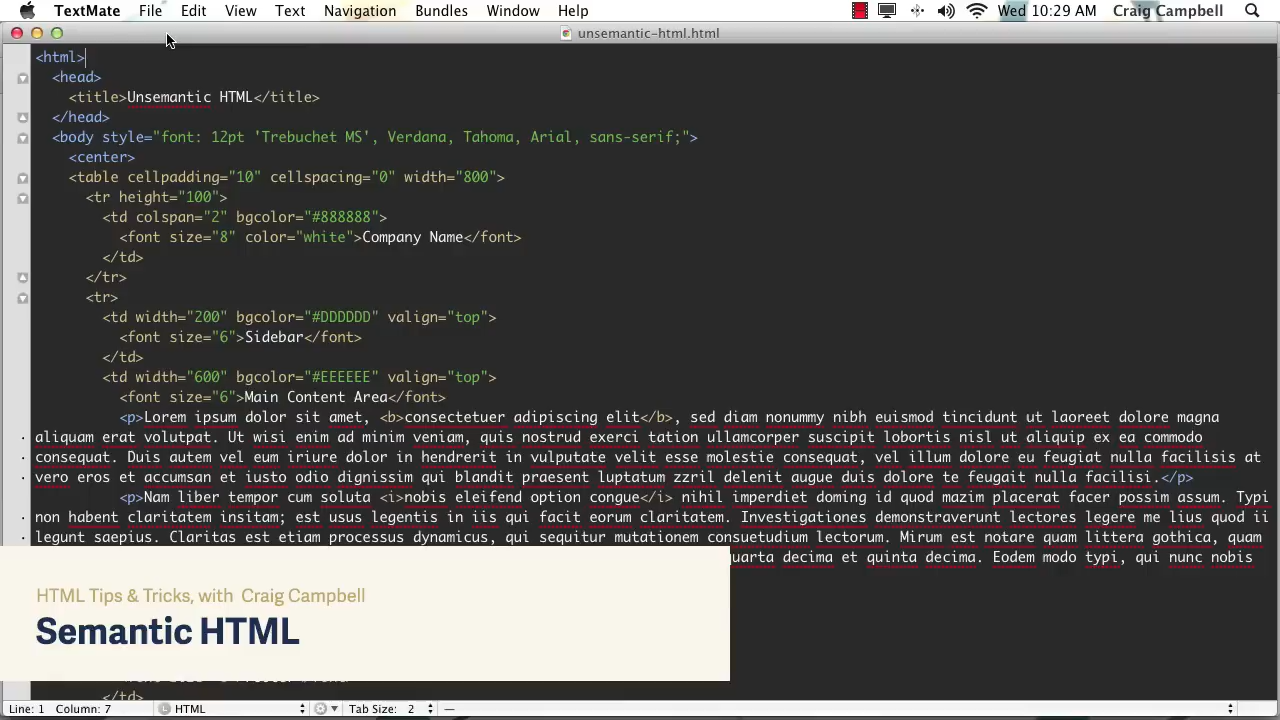 TextMate File Edit View Text Navigation Bundles Window Help Wed 10:29 AM Craig Campbell
unsemantic-html.html
<html>
<head>
<title>Unsemantic HTML</title>
</head>
<body style="font: 12pt 'Trebuchet MS', Verdana, Tahoma, Arial, sans-serif;">
<center>
<table cellpadding="10" cellspacing="0" width="800">
<tr height="100">
<td colspan="2" bgcolor="#888888">
<font size="8" color="white">Company Name</font>
</td>
</tr>
<tr>
<td width="200" bgcolor="#DDDDDD" valign="top">
<font size="6">Sidebar</font>
</td>
<td width="600" bgcolor="#EEEEEE" valign="top">
<font size="6">Main Content Area</font>
<p>Lorem ipsum dolor sit amet, <b>consectetuer adipiscing elit</b>, sed diam nonummy nibh euismod tincidunt ut laoreet dolore magna
aliquam erat volutpat. Ut wisi enim ad minim veniam, quis nostrud exerci tation ullamcorper suscipit lobortis nisl ut aliquip ex ea commodo
consequat. Duis autem vel eum iriure dolor in hendrerit in vulputate velit esse molestie consequat, vel illum dolore eu feugiat nulla facilisis at
vero eros et accumsan et iusto odio dignissim qui blandit praesent luptatum zzril delenit augue duis dolore te feugait nulla facilisi.</p>
<p>Nam liber tempor cum soluta <i>nobis eleifend option congue</i> nihil imperdiet doming id quod mazim placerat facer possim assum. Typi
non habent claritatem insitam; est usus legentis in iis qui facit eorum claritatem. Investigationes demonstraverunt lectores legere me lius quod ii
legunt saepius. Claritas est etiam processus dynamicus, qui sequitur mutationem consuetudium lectorum. Mirum est notare quam littera gothica, quam
quarta decima et quinta decima. Eodem modo typi, qui nunc nobis
HTML Tips & Tricks, with Craig Campbell
Semantic HTML
</td>
Line: 1 Column: 7 HTML Tab Size: 2 —